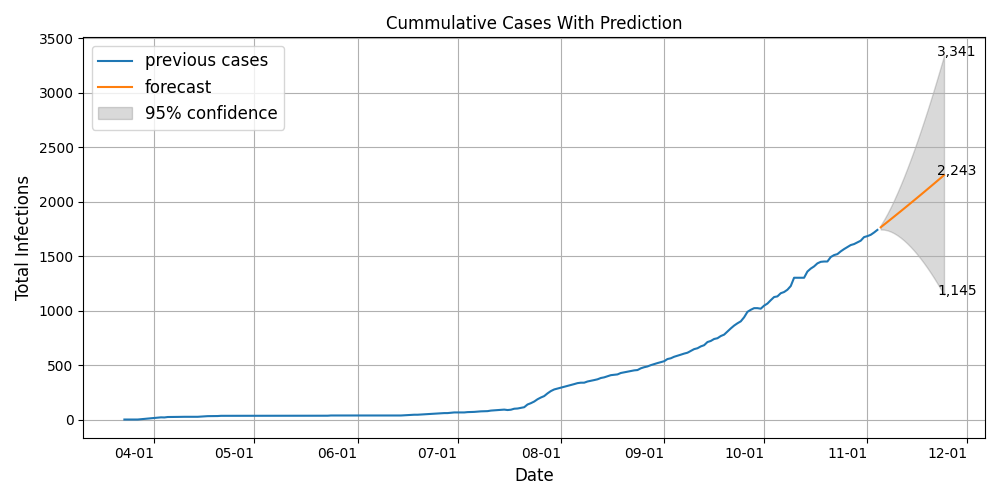 Cummulative Cases With Prediction
3500
3000
2500
2000
1500
1000
500
0
Total Infections
previous cases
forecast
95% confidence
3,341
2,243
1,145
04-01 05-01 06-01 07-01 08-01 09-01 10-01 11-01 12-01
Date